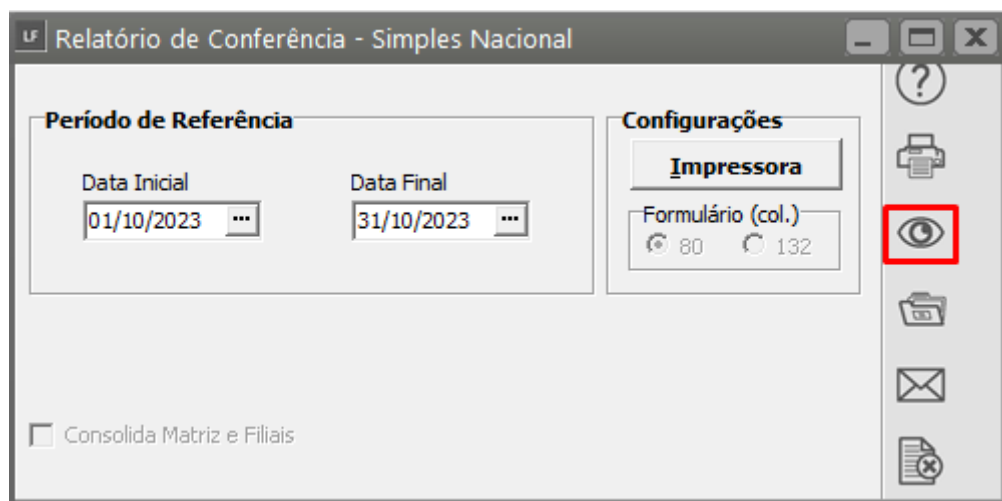 LF Relatório de Conferência - Simples Nacional
Período de Referência
Data Inicial
Data Final
01/10/2023 ...
31/10/2023 ...
Configurações
Impressora
Formulário (col.)
80
132
Consolida Matriz e Filiais